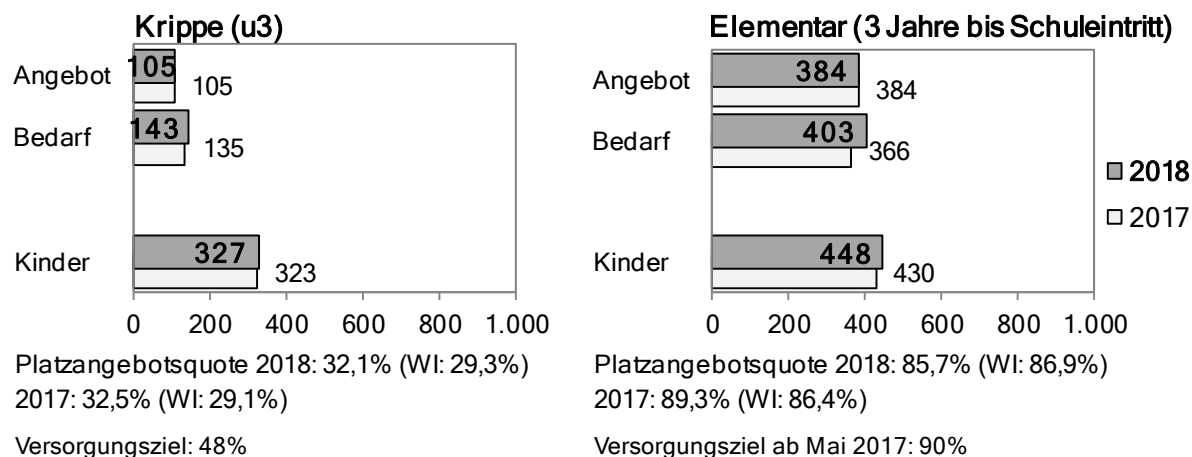 Krippe (u3)
Angebot
105
105
Bedarf
143
135
Kinder
327
323
0 200 400 600 800 1.000
Platzangebotsquote 2018: 32,1% (WI: 29,3%)
2017: 32,5% (WI: 29,1%)
Versorgungsziel: 48%
Elementar (3 Jahre bis Schuleintritt)
Angebot
384
384
Bedarf
403
366
Kinder
448
430
0 200 400 600 800 1.000
2018
2017
Platzangebotsquote 2018: 85,7% (WI: 86,9%)
2017: 89,3% (WI: 86,4%)
Versorgungsziel ab Mai 2017: 90%